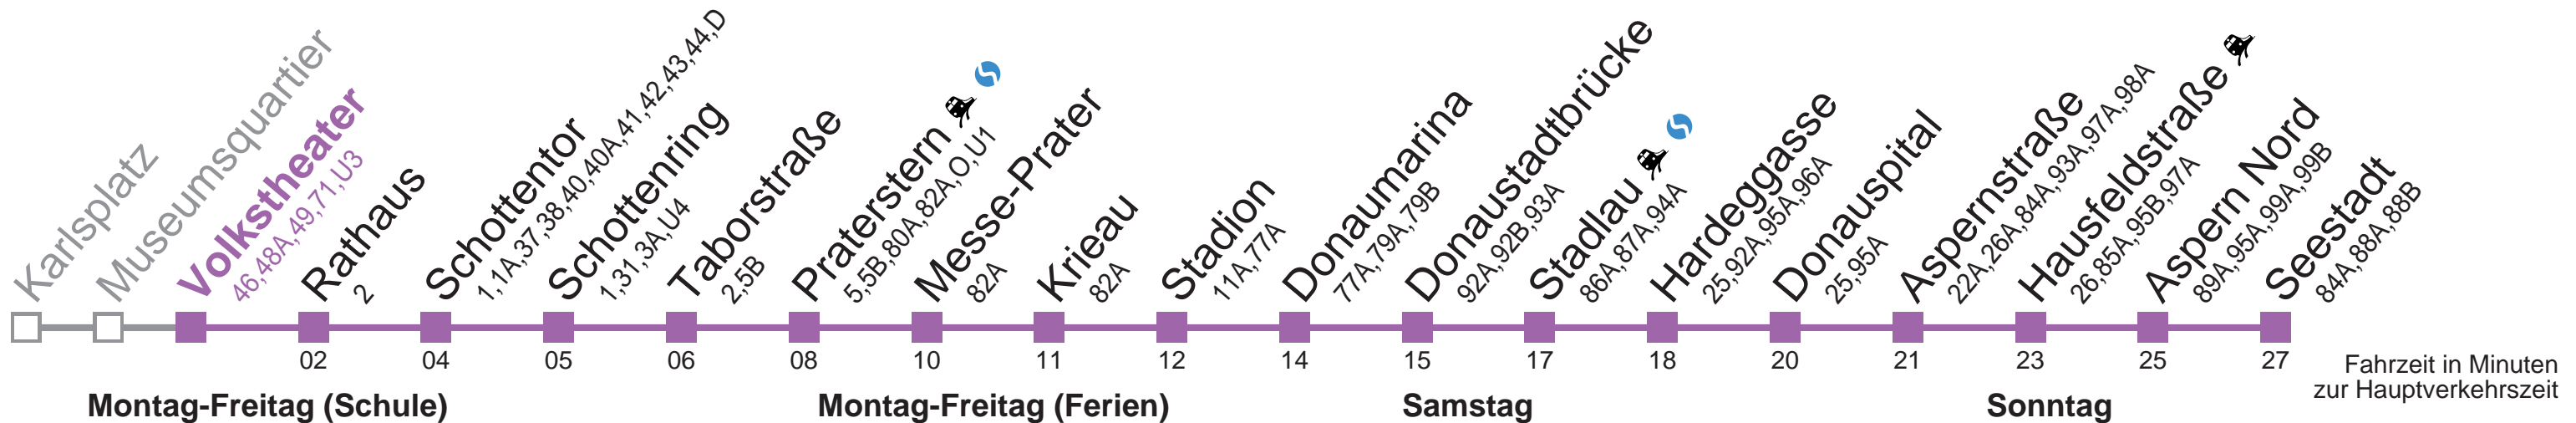 Karlsplatz
Museumsquartier
Volkstheater
46,48A,49,71,U3
Rathaus
2
Schottentor
1,1A,37,38,40,40A,41,42,43,44,D
Schottenring
1,31,3A,U4
Taborstraße
2,5B
Praterstern
5,5B,80A,82A,O,U1
Messe-Prater
82A
Krieau
82A
Stadion
11A,77A
Donaumarina
77A,79A,79B
Donaustadtbrücke
92A,92B,93A
Stadlau
86A,87A,94A
Hardeggasse
25,92A,95A,96A
Donauspital
25,95A
Aspernstraße
22A,26A,84A,93A,97A,98A
Hausfeldstraße
26,85A,95B,97A
Aspern Nord
89A,95A,99A,99B
Seestadt
84A,88A,88B
02 04 05 06 08 10 11 12 14 15 17 18 20 21 23 25 27
Fahrzeit in Minuten
zur Hauptverkehrszeit
Montag-Freitag (Schule) Montag-Freitag (Ferien) Samstag Sonntag